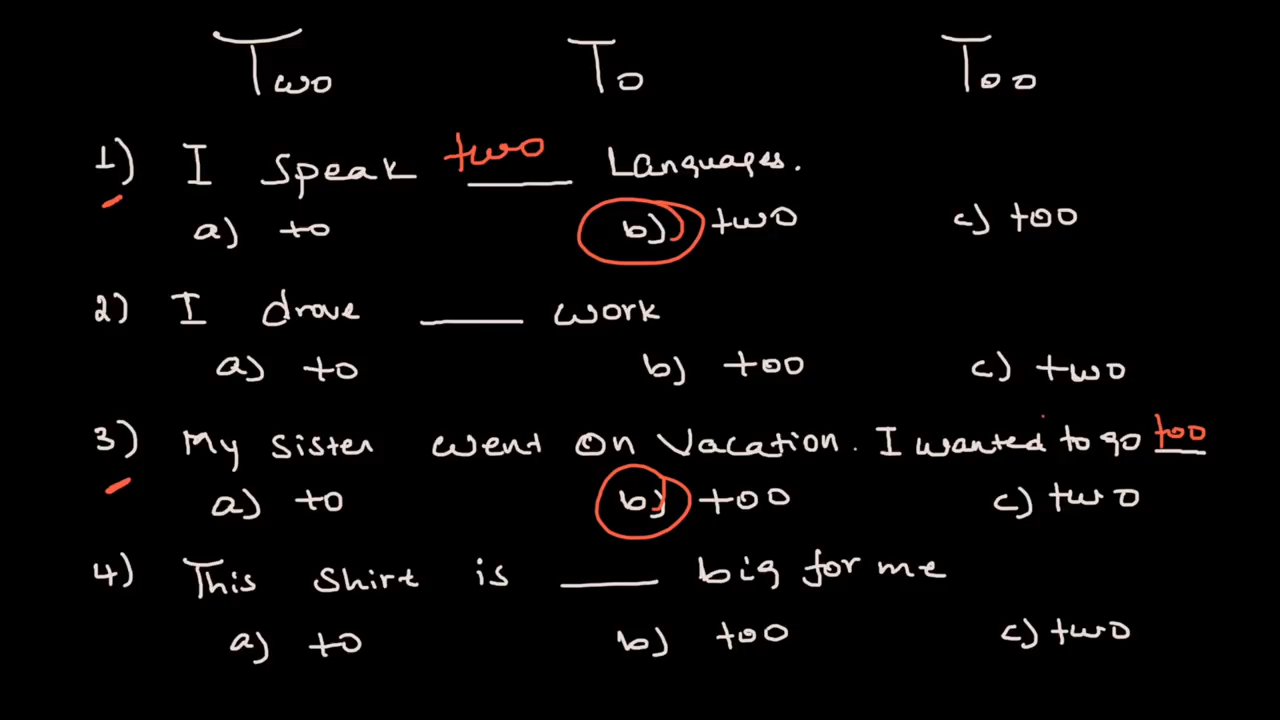 Two To Too
1) I speak two Languages.
a) to b) two c) too
2) I drove ____ work
a) to b) too c) two
3) My sister went on Vacation. I wanted to go too
a) to b) too c) two
4) This shirt is ____ big for me
a) to b) too c) two